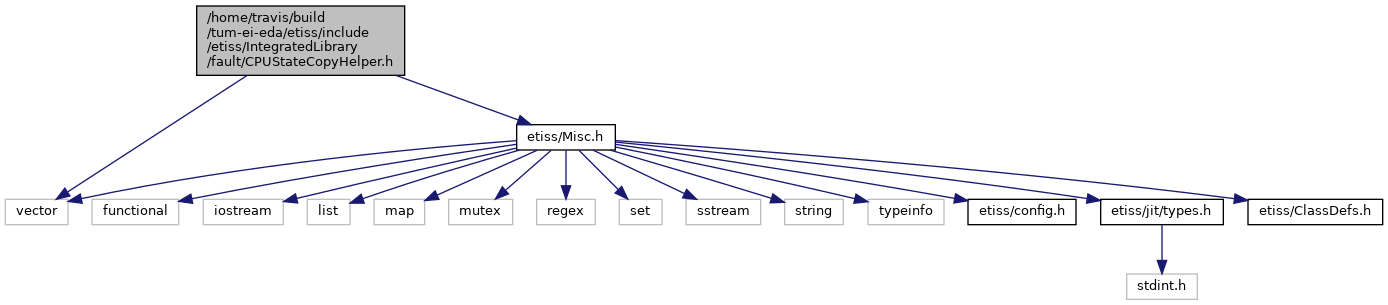 /home/travis/build
/tum-ei-eda/etiss/include
/etiss/IntegratedLibrary
/fault/CPUStateCopyHelper.h
etiss/Misc.h
vector
functional
iostream
list
map
mutex
regex
set
sstream
string
typeinfo
etiss/config.h
etiss/jit/types.h
etiss/ClassDefs.h
stdint.h